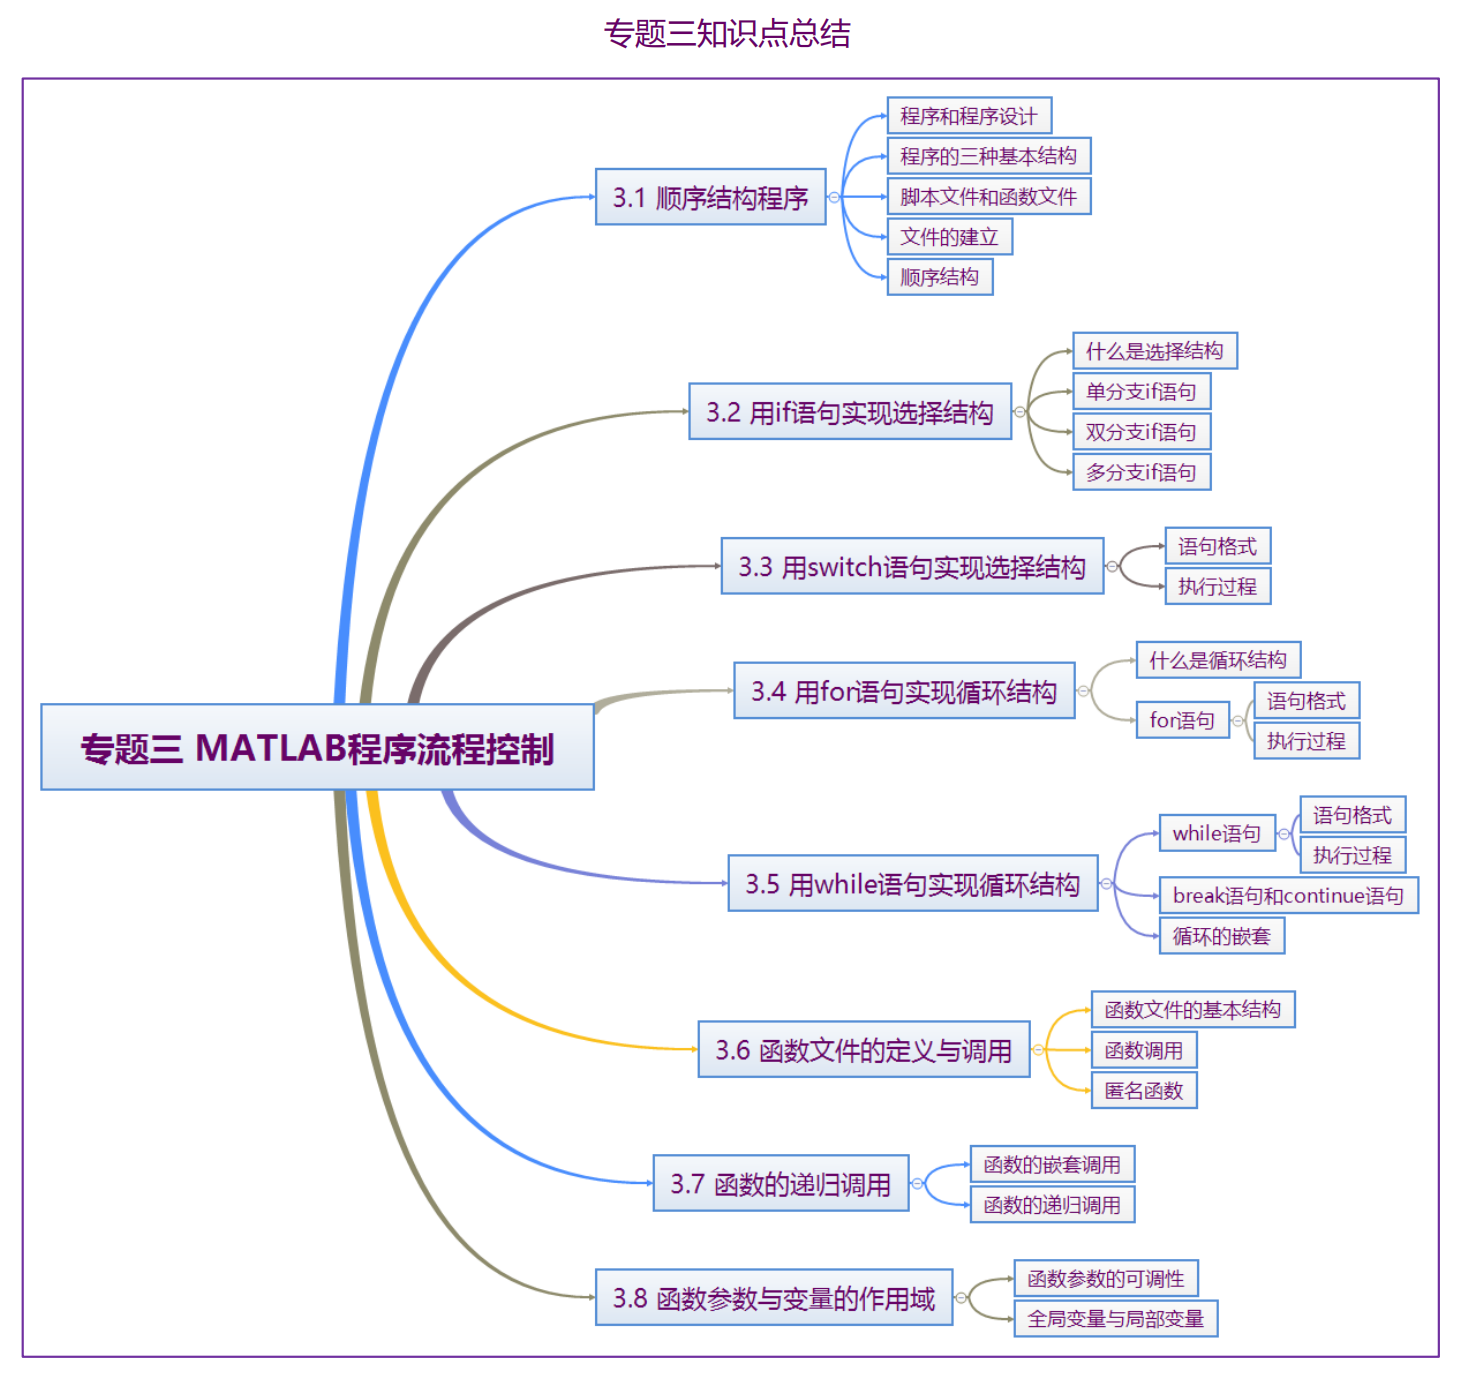 专题三知识点总结
专题三 MATLAB程序流程控制
3.1 顺序结构程序
程序和程序设计
程序的三种基本结构
脚本文件和函数文件
文件的建立
顺序结构
3.2 用if语句实现选择结构
什么是选择结构
单分支if语句
双分支if语句
多分支if语句
3.3 用switch语句实现选择结构
语句格式
执行过程
3.4 用for语句实现循环结构
什么是循环结构
for语句
语句格式
执行过程
3.5 用while语句实现循环结构
while语句
语句格式
执行过程
break语句和continue语句
循环的嵌套
3.6 函数文件的定义与调用
函数文件的基本结构
函数调用
匿名函数
3.7 函数的递归调用
函数的嵌套调用
函数的递归调用
3.8 函数参数与变量的作用域
函数参数的可调性
全局变量与局部变量